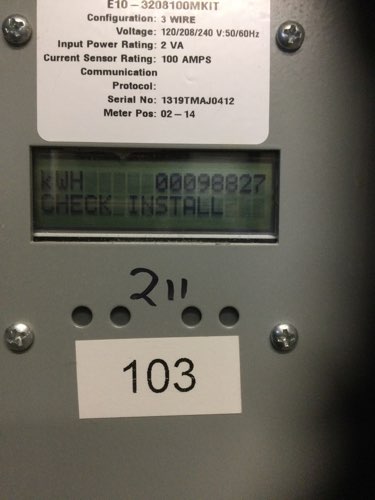 E10-3208100MKIT
Configuration: 3 WIRE
Voltage: 120/208/240 V:50/60Hz
Input Power Rating: 2 VA
Current Sensor Rating: 100 AMPS
Communication
Protocol:
Serial No: 1319TMAJ0412
Meter Pos: 02-14
kWH 00098827
CHECK INSTALL
211
103